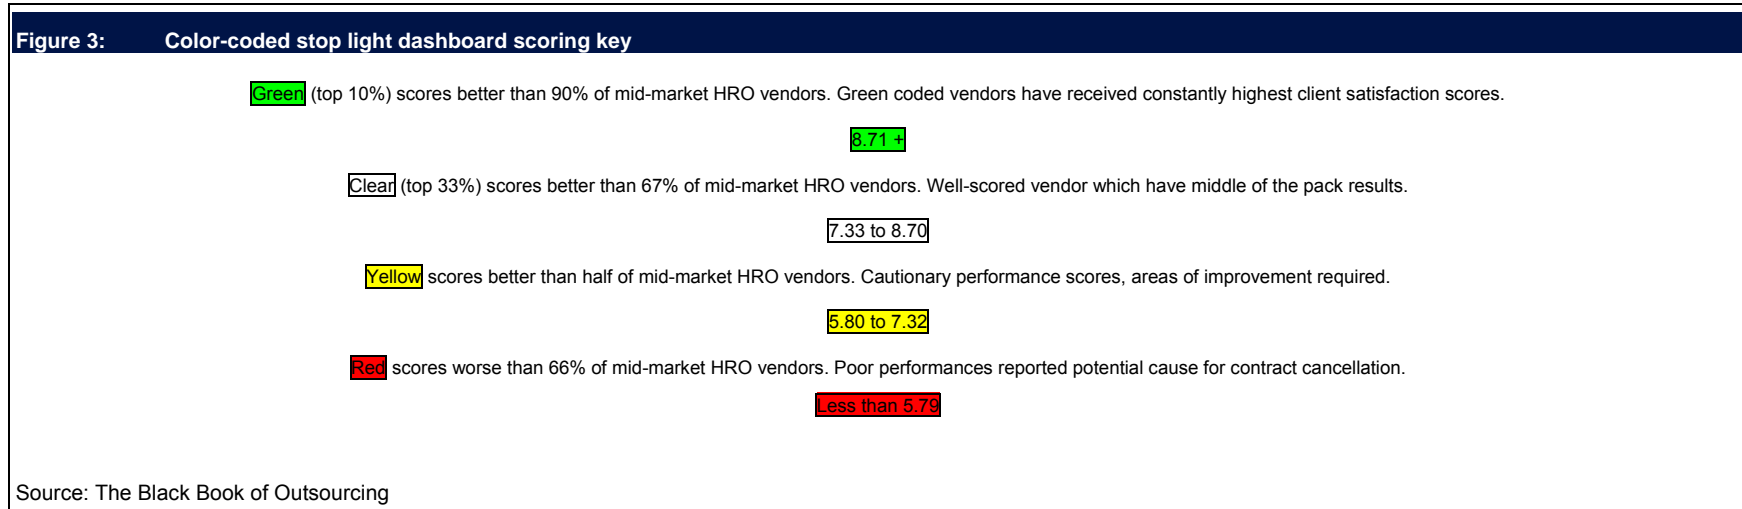 Figure 3: Color-coded stop light dashboard scoring key
Green (top 10%) scores better than 90% of mid-market HRO vendors. Green coded vendors have received constantly highest client satisfaction scores.
8.71 +
Clear (top 33%) scores better than 67% of mid-market HRO vendors. Well-scored vendor which have middle of the pack results.
7.33 to 8.70
Yellow scores better than half of mid-market HRO vendors. Cautionary performance scores, areas of improvement required.
5.80 to 7.32
Red scores worse than 66% of mid-market HRO vendors. Poor performances reported potential cause for contract cancellation.
Less than 5.79
Source: The Black Book of Outsourcing